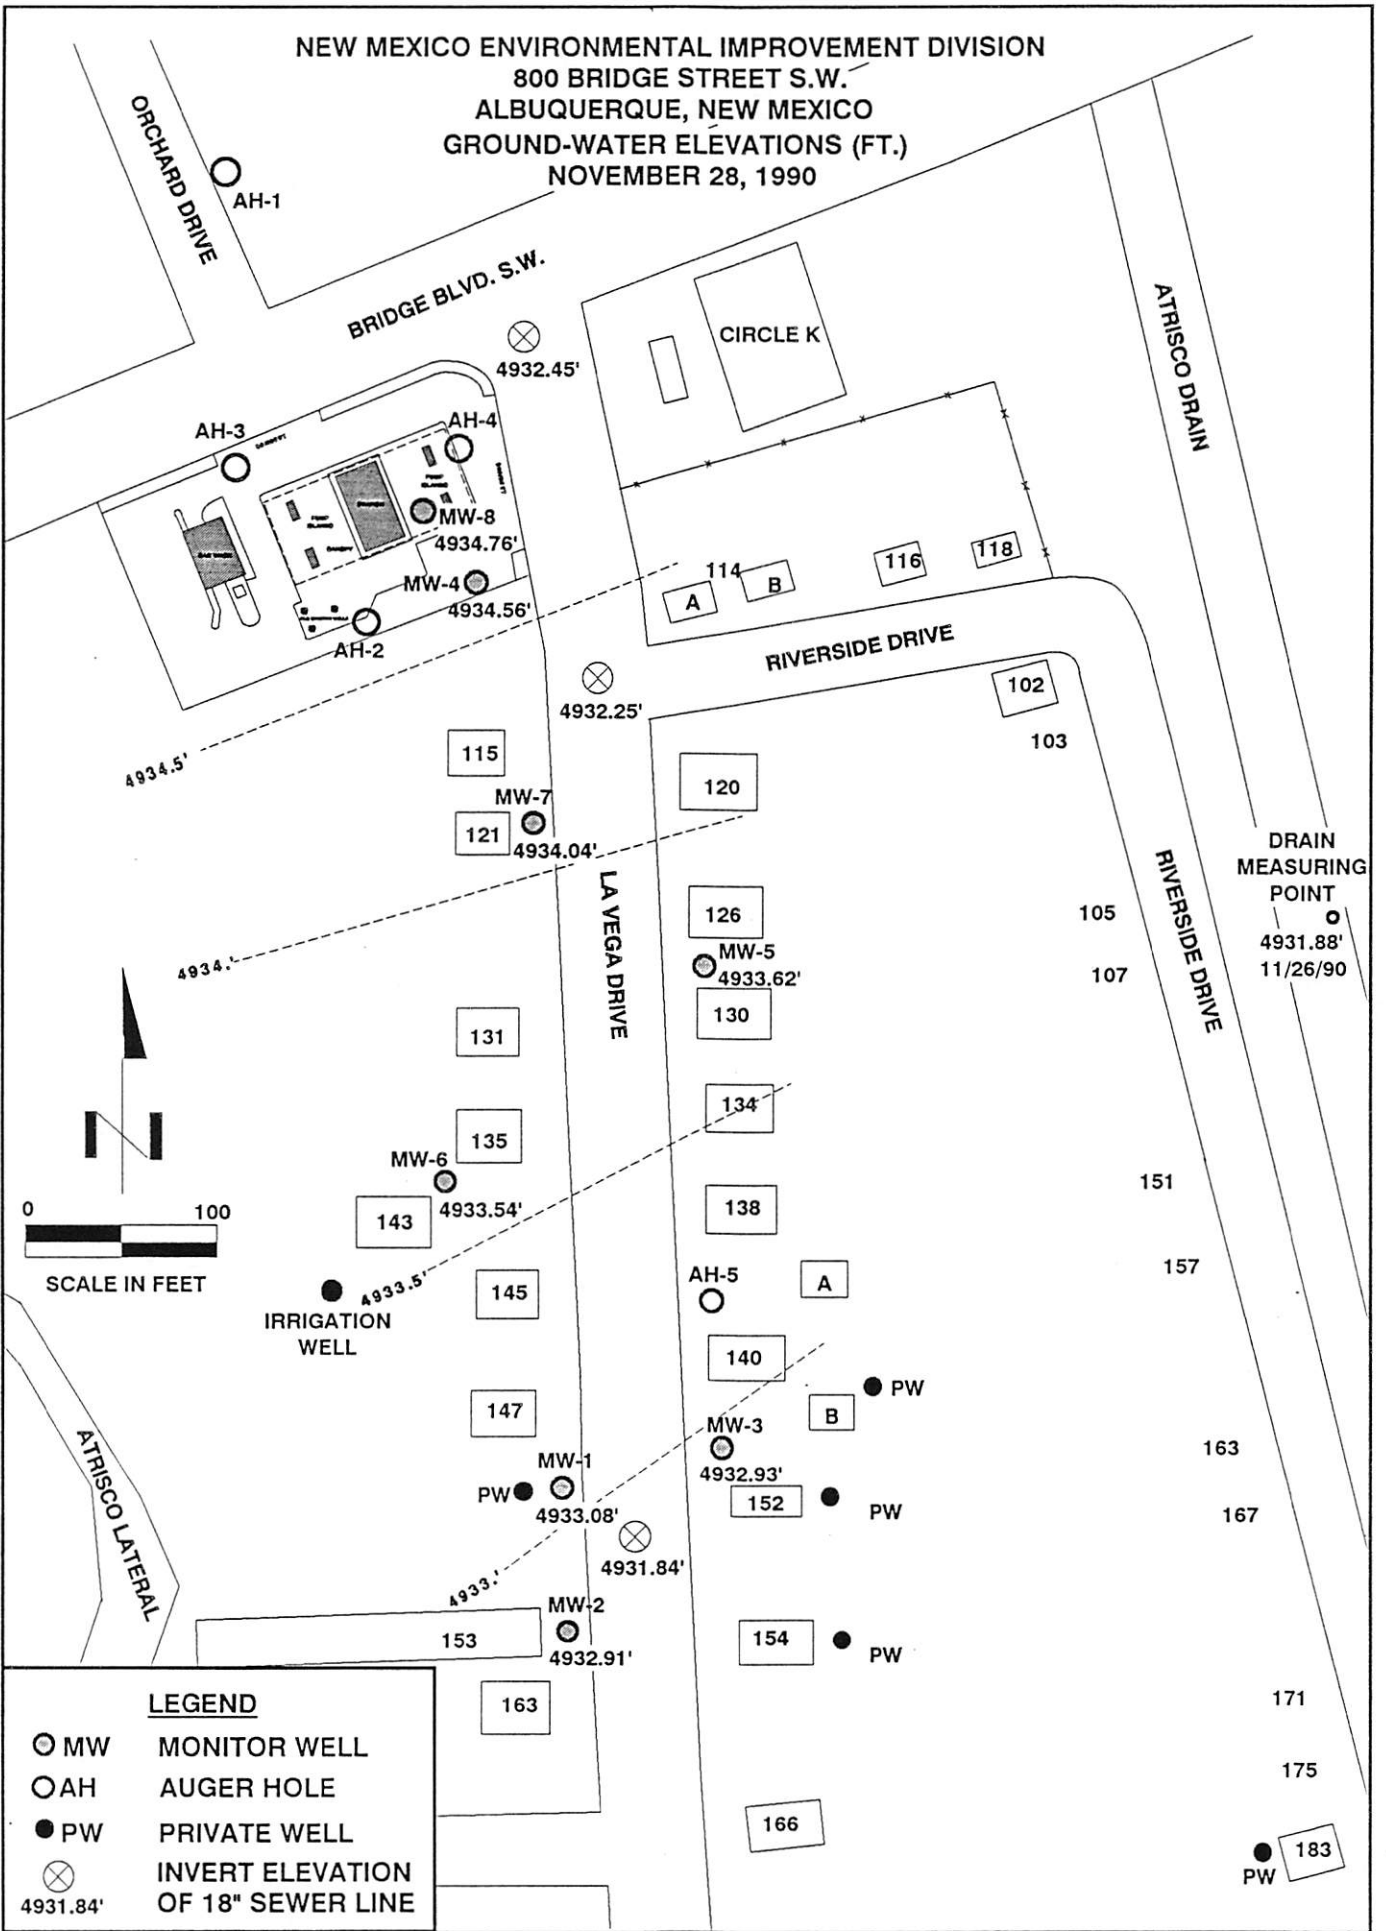 NEW MEXICO ENVIRONMENTAL IMPROVEMENT DIVISION
800 BRIDGE STREET S.W.
ALBUQUERQUE, NEW MEXICO
GROUND-WATER ELEVATIONS (FT.)
NOVEMBER 28, 1990
ORCHARD DRIVE
AH-1
BRIDGE BLVD. S.W.
4932.45'
CIRCLE K
ATRISCO DRAIN
AH-3
AH-4
MW-8
4934.76'
MW-4
4934.56'
AH-2
114
A
B
116
118
RIVERSIDE DRIVE
4932.25'
102
103
4934.5'
115
120
MW-7
121
4934.04'
DRAIN
MEASURING
POINT
4931.88'
11/26/90
LA VEGA DRIVE
RIVERSIDE DRIVE
126
105
MW-5
4933.62'
107
4934.'
130
131
134
135
N
MW-6
4933.54'
143
138
151
0 100
SCALE IN FEET
157
4933.5'
145
AH-5
A
IRRIGATION
WELL
140
PW
147
B
MW-3
4932.93'
163
ATRISCO LATERAL
MW-1
PW
4933.08'
152
PW
167
4931.84'
4933.'
MW-2
153
4932.91'
154
PW
163
171
175
166
183
PW
LEGEND
MW MONITOR WELL
AH AUGER HOLE
PW PRIVATE WELL
INVERT ELEVATION
4931.84' OF 18" SEWER LINE